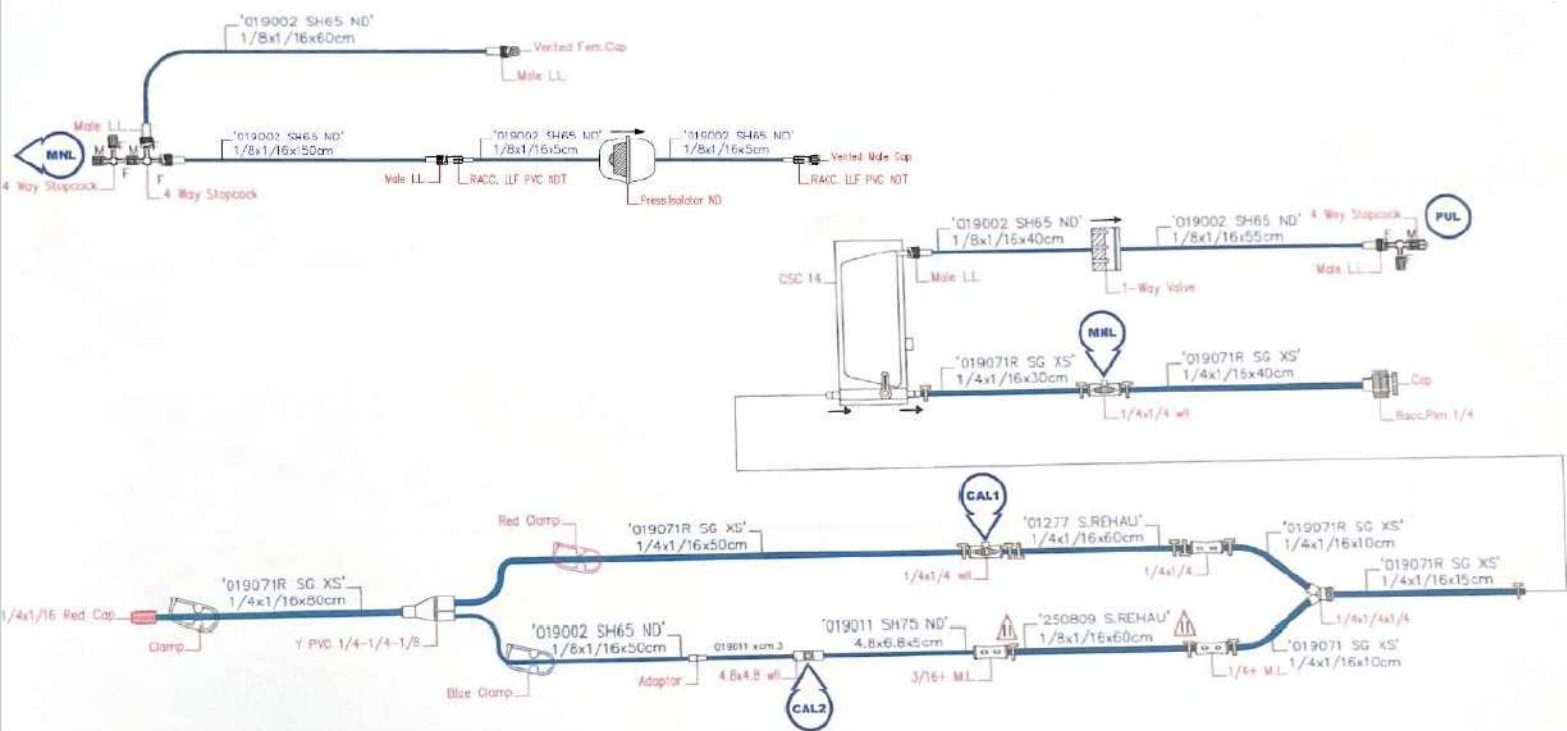 '019002 SH65 ND'
1/8x1/16x60cm
Vented Fem.Cap
Male LL
Male LL
MNL
M
F
M
F
F
4 Way Stopcock
4 Way Stopcock
'019002 SH65 ND'
1/8x1/16x150cm
Male LL
'019002 SH65 ND'
1/8x1/16x5cm
RACC. LLF PVC NDT
Press.Isolator ND
'019002 SH65 ND'
1/8x1/16x5cm
Vented Male Cap
RACC. LLF PVC NDT
CSC 14
'019002 SH65 ND'
1/8x1/16x40cm
Male LL
1-Way Valve
'019002 SH65 ND'
1/8x1/16x55cm
4 Way Stopcock
F
M
F
Male LL
PUL
MNL
'019071R SG XS'
1/4x1/16x30cm
1/4x1/4 wll
'019071R SG XS'
1/4x1/16x40cm
Cap
Racc.Pim 1/4
1/4x1/16 Red Cap
Clamp
'019071R SG XS'
1/4x1/16x80cm
Y PVC 1/4-1/4-1/8
Red Clamp
'019071R SG XS'
1/4x1/16x50cm
CAL1
1/4x1/4 wll
'01277 S.REHAU'
1/4x1/16x60cm
1/4x1/4
'019071R SG XS'
1/4x1/16x10cm
'019071R SG XS'
1/4x1/16x15cm
1/4x1/4x1/4
Blue Clamp
'019002 SH65 ND'
1/8x1/16x50cm
Adaptor
019011 xcm.3
4.8x4.8 wll
CAL2
'019011 SH75 ND'
4.8x6.8x5cm
3/16+ M.L.
'250809 S.REHAU'
1/8x1/16x60cm
1/4+ M.L.
'019071 SG XS'
1/4x1/16x10cm